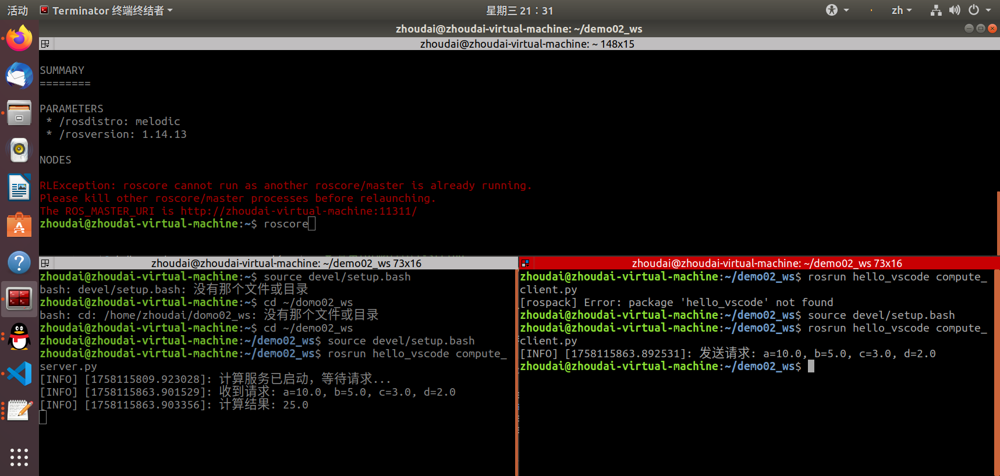 活动
Terminator 终端终结者
星期三 21：31
zh
zhoudai@zhoudai-virtual-machine: ~/demo02_ws
zhoudai@zhoudai-virtual-machine: ~ 148x15
SUMMARY
========
PARAMETERS
 * /rosdistro: melodic
 * /rosversion: 1.14.13
NODES
RLException: roscore cannot run as another roscore/master is already running.
Please kill other roscore/master processes before relaunching.
The ROS_MASTER_URI is http://zhoudai-virtual-machine:11311/
zhoudai@zhoudai-virtual-machine:~$ roscore
zhoudai@zhoudai-virtual-machine: ~/demo02_ws 73x16
zhoudai@zhoudai-virtual-machine:~$ source devel/setup.bash
bash: devel/setup.bash: 没有那个文件或目录
zhoudai@zhoudai-virtual-machine:~$ cd ~/domo02_ws
bash: cd: /home/zhoudai/domo02_ws: 没有那个文件或目录
zhoudai@zhoudai-virtual-machine:~$ cd ~/demo02_ws
zhoudai@zhoudai-virtual-machine:~/demo02_ws$ source devel/setup.bash
zhoudai@zhoudai-virtual-machine:~/demo02_ws$ rosrun hello_vscode compute_
server.py
[INFO] [1758115809.923028]: 计算服务已启动，等待请求...
[INFO] [1758115863.901529]: 收到请求: a=10.0, b=5.0, c=3.0, d=2.0
[INFO] [1758115863.903356]: 计算结果: 25.0
zhoudai@zhoudai-virtual-machine: ~/demo02_ws 73x16
zhoudai@zhoudai-virtual-machine:~/demo02_ws$ rosrun hello_vscode compute_
client.py
[rospack] Error: package 'hello_vscode' not found
zhoudai@zhoudai-virtual-machine:~/demo02_ws$ source devel/setup.bash
zhoudai@zhoudai-virtual-machine:~/demo02_ws$ rosrun hello_vscode compute_
client.py
[INFO] [1758115863.892531]: 发送请求: a=10.0, b=5.0, c=3.0, d=2.0
zhoudai@zhoudai-virtual-machine:~/demo02_ws$